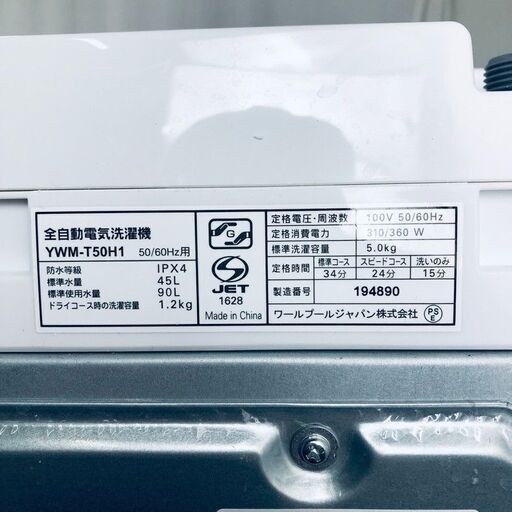 全自動電気洗濯機
YWM-T50H1 50/60Hz用
防水等級 IPX4
標準水量 45L
標準使用水量 90L
ドライコース時の洗濯容量 1.2kg
G
S
JET
1628
Made in China
定格電圧・周波数 100V 50/60Hz
定格消費電力 310/360 W
標準洗濯容量 5.0kg
定格時間 標準コース スピードコース 洗いのみ
34分 24分 15分
製造番号 194890
ワールプールジャパン株式会社
PS
E